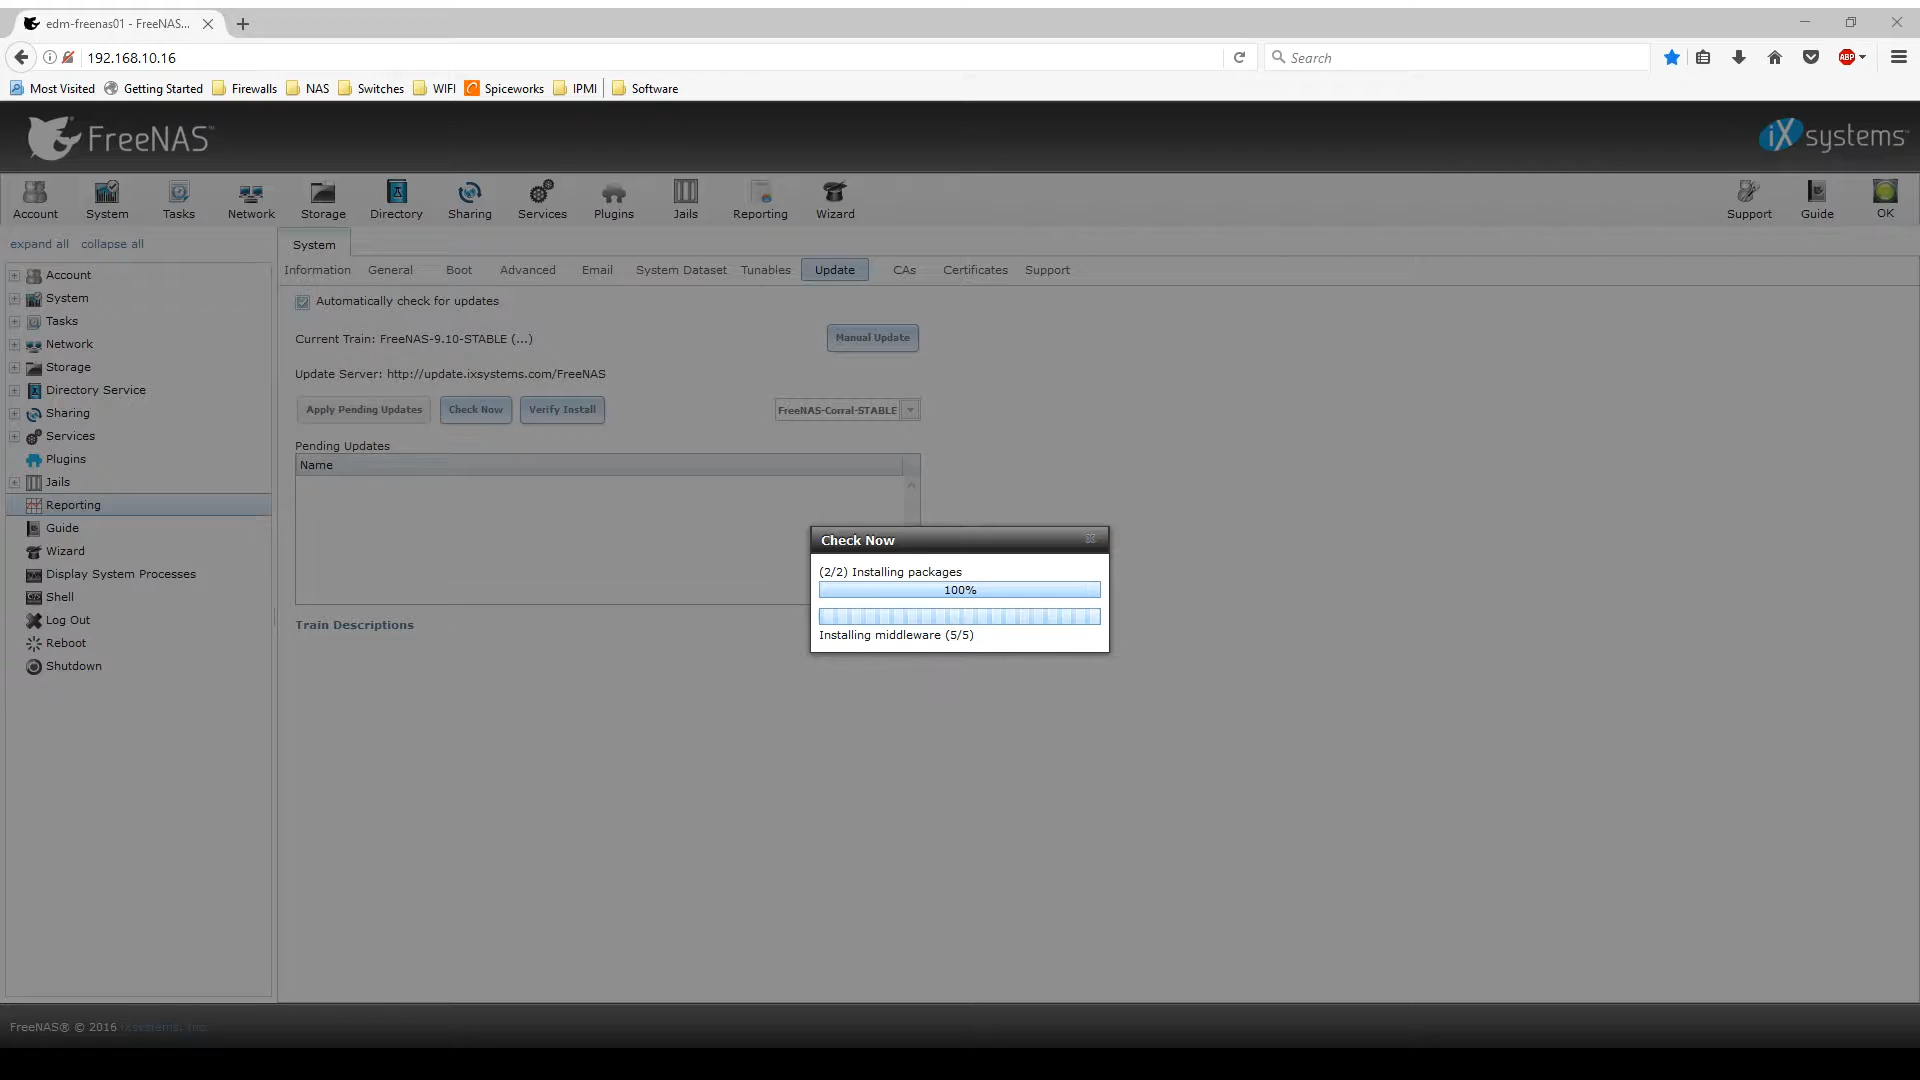 edm-freenas01 - FreeNAS...
192.168.10.16
Search
ABP
Most Visited Getting Started Firewalls NAS Switches WIFI Spiceworks IPMI Software
FreeNAS™
iXsystems™
Account System Tasks Network Storage Directory Sharing Services Plugins Jails Reporting Wizard Support Guide OK
expand all collapse all
System
Information General Boot Advanced Email System Dataset Tunables Update CAs Certificates Support
Account
System
Tasks
Network
Storage
Directory Service
Sharing
Services
Plugins
Jails
Reporting
Guide
Wizard
Display System Processes
Shell
Log Out
Reboot
Shutdown
Automatically check for updates
Current Train: FreeNAS-9.10-STABLE (...)
Manual Update
Update Server: http://update.ixsystems.com/FreeNAS
Apply Pending Updates Check Now Verify Install FreeNAS-Corral-STABLE
Pending Updates
Name
Train Descriptions
Check Now
(2/2) Installing packages
100%
Installing middleware (5/5)
FreeNAS® © 2016 iXsystems, Inc.